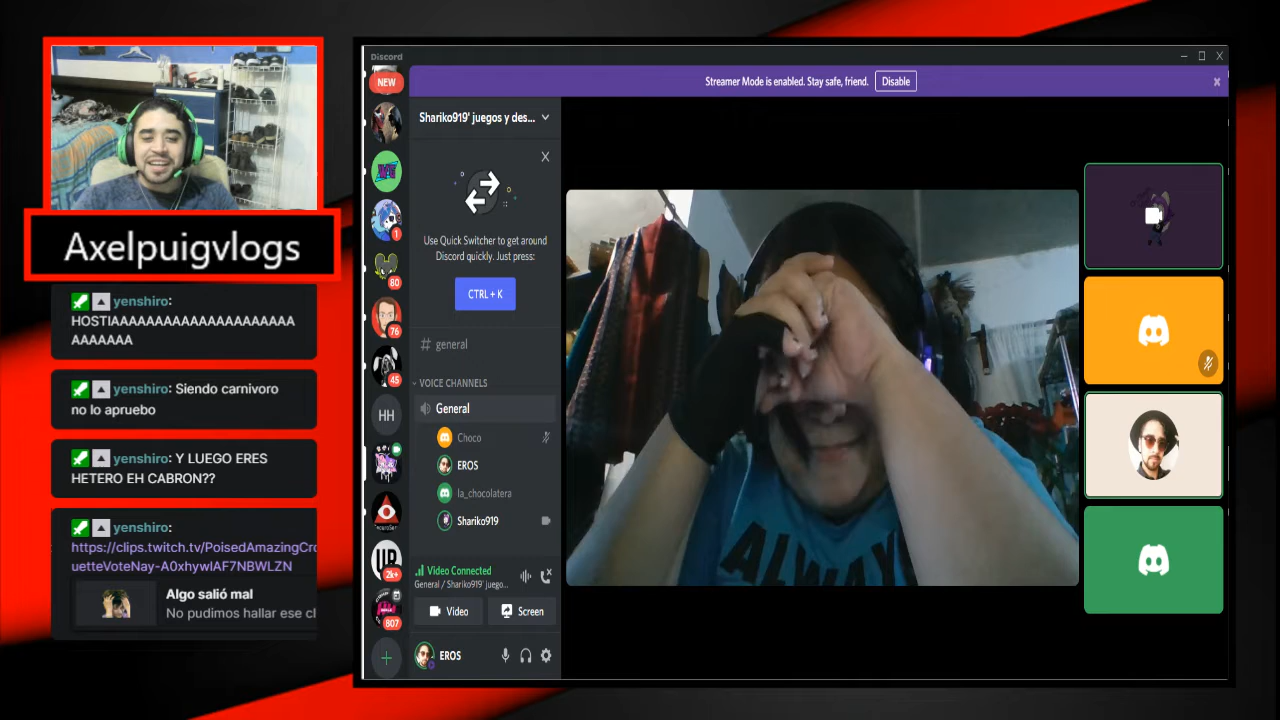 Axelpuigvlogs
yenshiro:
HOSTIAAAAAAAAAAAAAAAAAAAAA
AAAAAAA
yenshiro: Siendo carnivoro
no lo apruebo
yenshiro: Y LUEGO ERES
HETERO EH CABRON??
yenshiro:
https://clips.twitch.tv/PoisedAmazingCro
uetteVoteNay-A0xhywIAF7NBWLZN
Algo salió mal
No pudimos hallar ese cl
Discord
NEW
Streamer Mode is enabled. Stay safe, friend.
Disable
Shariko919' juegos y des...
Use Quick Switcher to get around
Discord quickly. Just press:
CTRL + K
# general
VOICE CHANNELS
General
Choco
EROS
la_chocolatera
Shariko919
Video Connected
General / Shariko919' juego...
Video
Screen
EROS
1
80
76
45
HH
2k+
807
ALWAYS